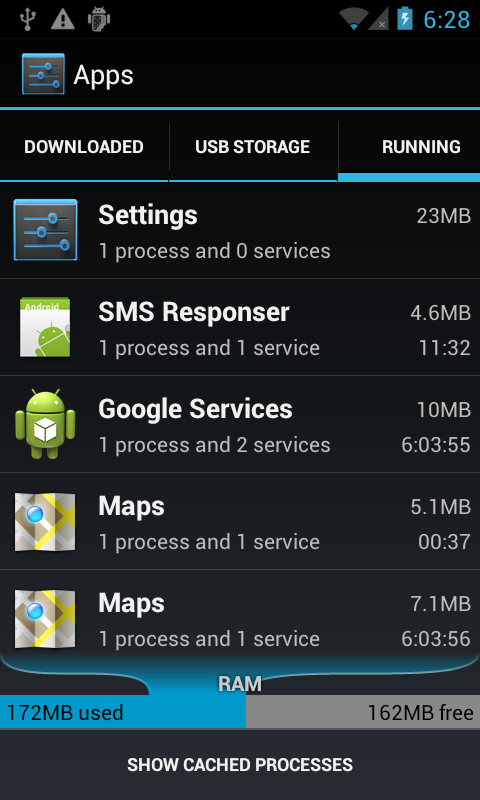 6:28
Apps
DOWNLOADED USB STORAGE RUNNING
Settings 23MB
1 process and 0 services
Android
SMS Responser 4.6MB
1 process and 1 service 11:32
Google Services 10MB
1 process and 2 services 6:03:55
Maps 5.1MB
1 process and 1 service 00:37
Maps 7.1MB
1 process and 1 service 6:03:56
RAM
172MB used 162MB free
SHOW CACHED PROCESSES